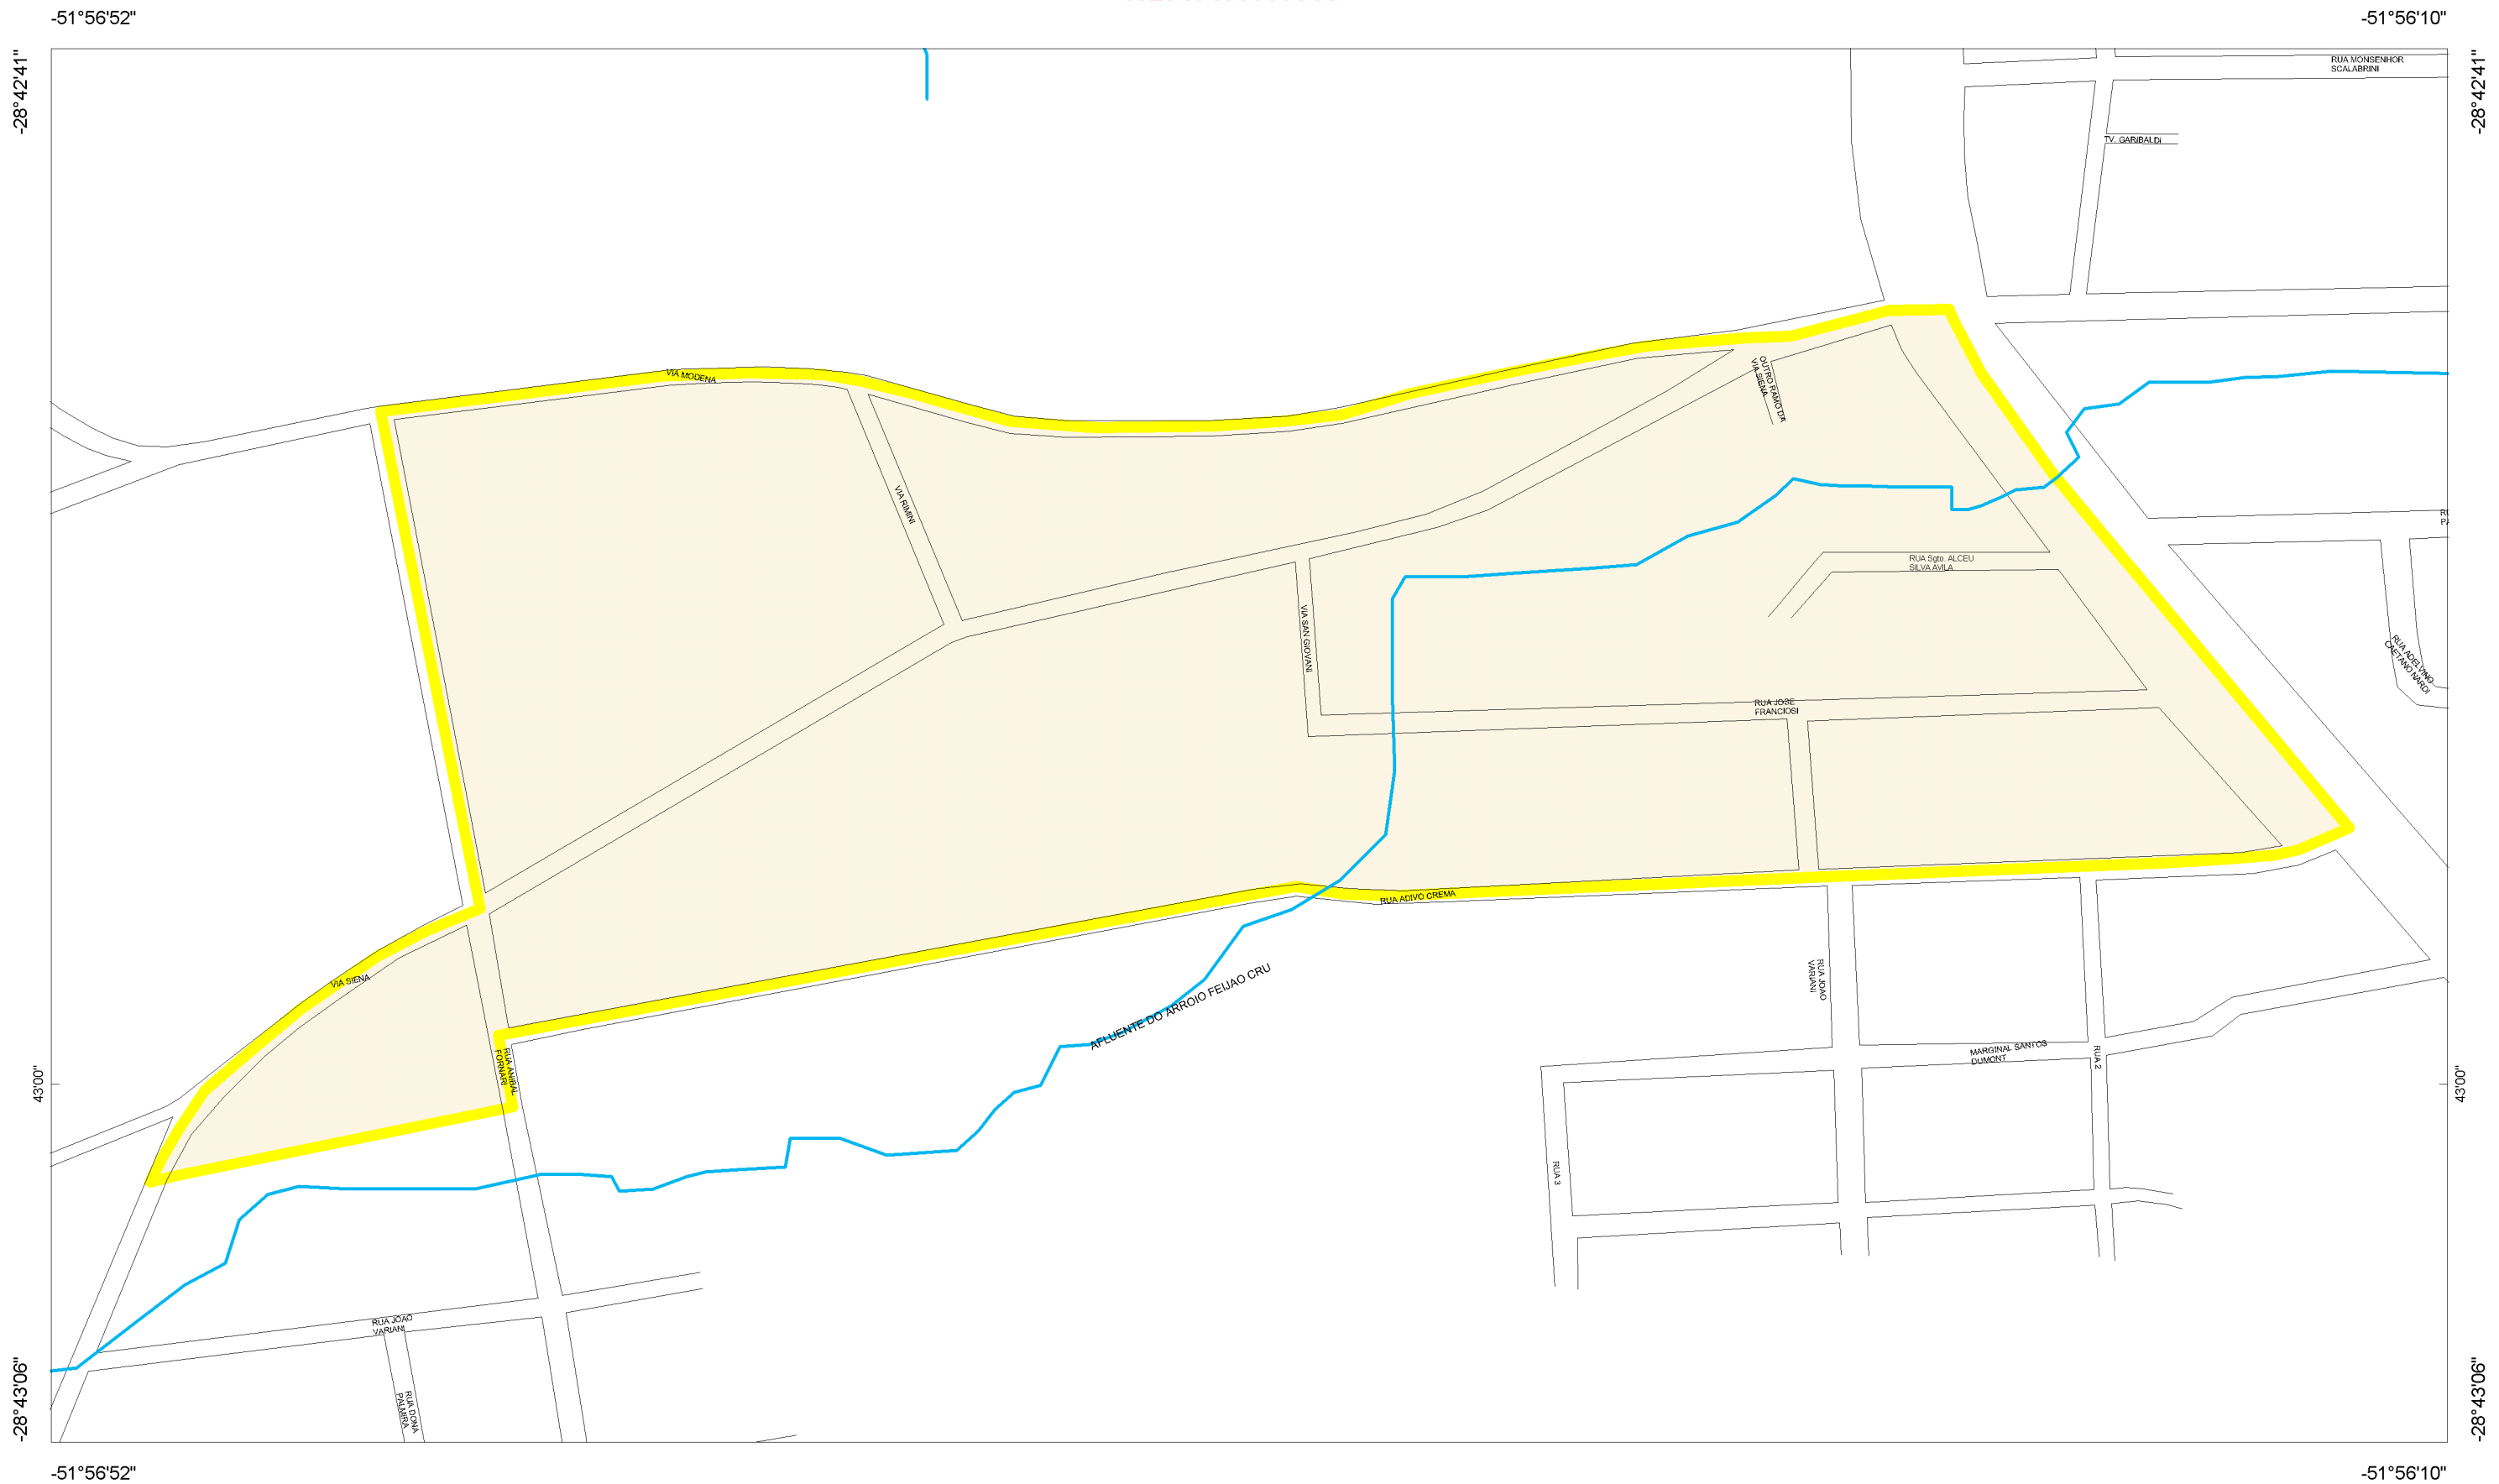 -51°56'52"
-51°56'10"
-28°42'41"
-28°42'41"
RUA MONSENHOR
SCALABRINI
TV. GARIBALDI
OUTRO RAMO DA
VIA SIENA
VIA MODENA
VIA RIMINI
RUA Sgto. ALCEU
SILVA AVILA
VIA SAN GIOVANI
RUA ADELVINO
CAETANO NARDI
RUA JOSE
FRANCIOSI
RUA ADIVO CREMA
VIA SIENA
RUA JOAO
VARIANI
AFLUENTE DO ARROIO FEIJAO CRU
RUA ANIBAL
FORNARI
MARGINAL SANTOS
DUMONT
RUA 2
43'00"
43'00"
RUA 3
RUA JOAO
VARIANI
RUA DONA
PALMIRA
-28°43'06"
-28°43'06"
-51°56'52"
-51°56'10"